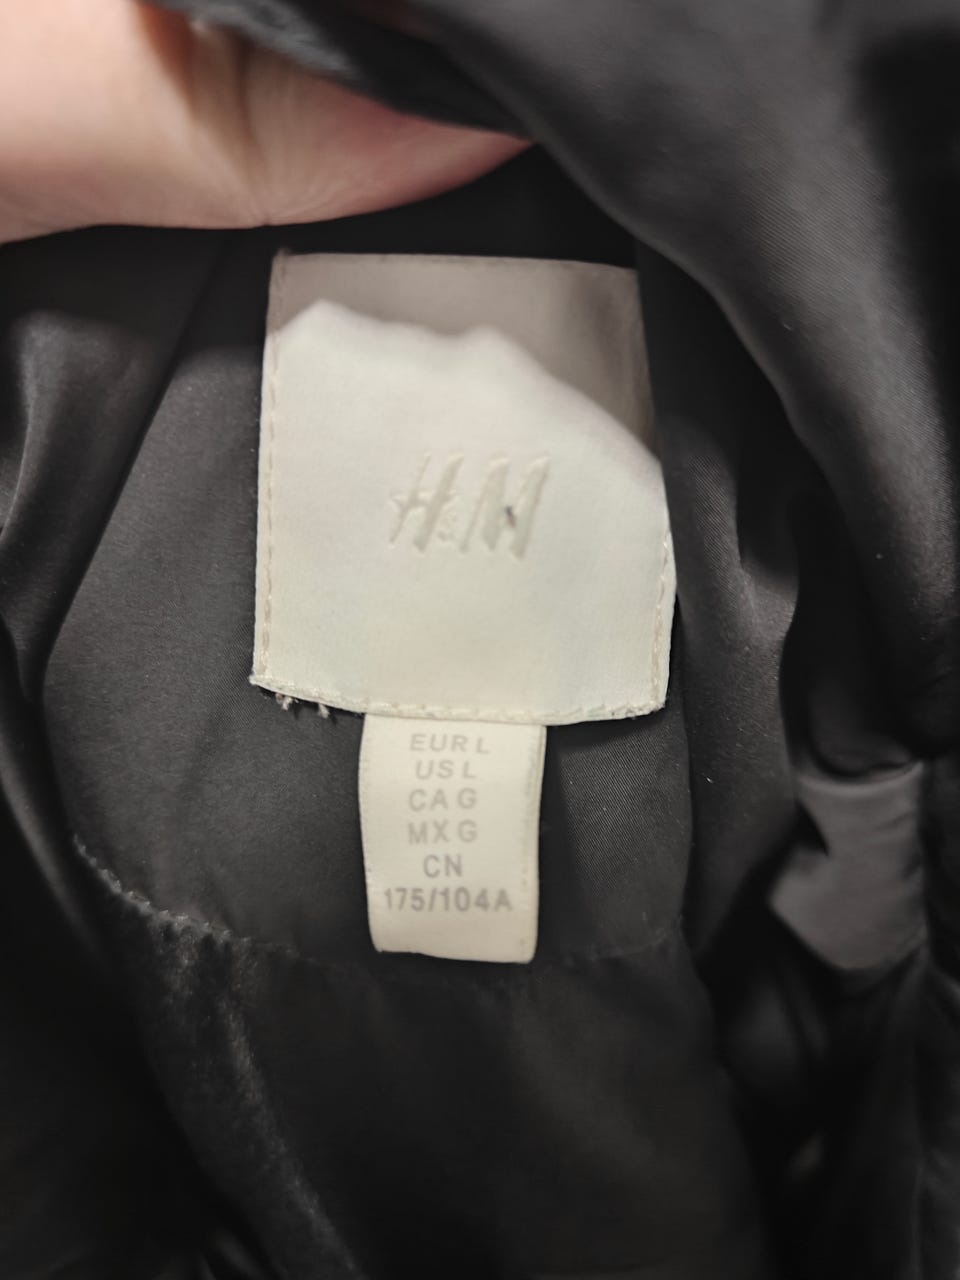 H&M
EUR L
US L
CA G
MX G
CN
175/104A